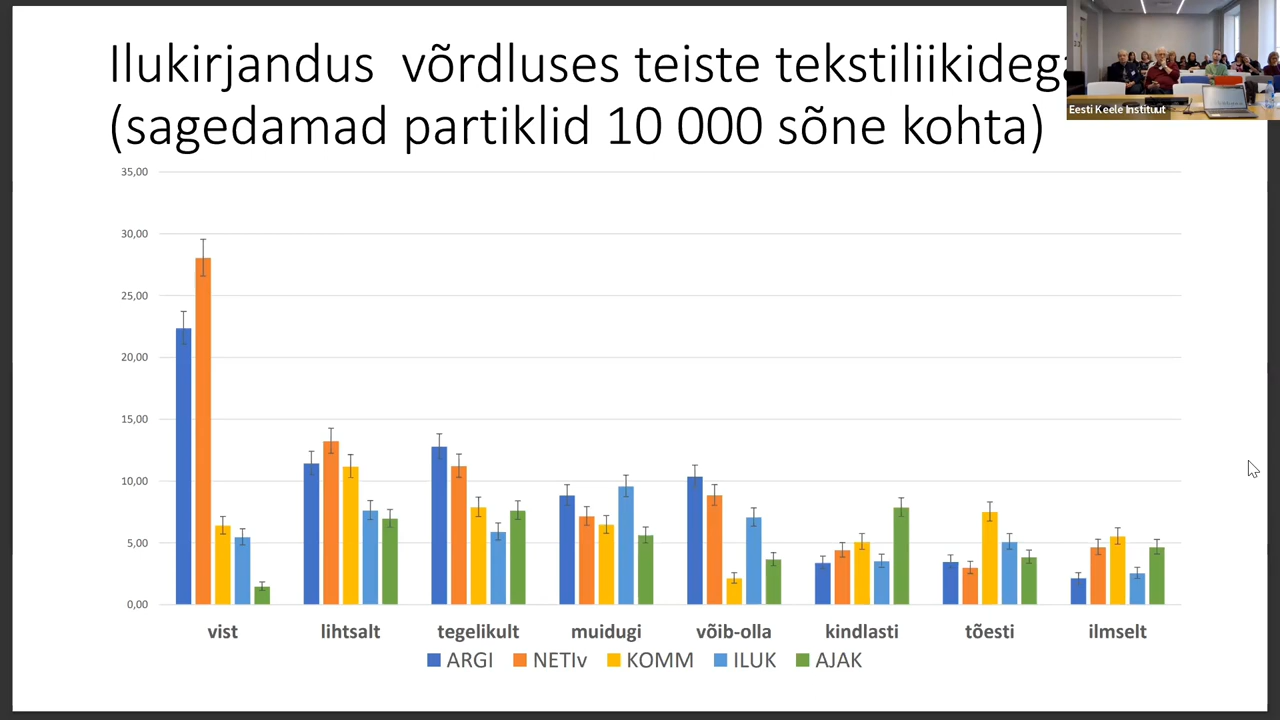 Ilukirjandus võrdluses teiste tekstiliikidega
(sagedamad partiklid 10 000 sõne kohta)
Eesti Keele Instituut
35,00
30,00
25,00
20,00
15,00
10,00
5,00
0,00
vist lihtsalt tegelikult muidugi võib-olla kindlasti tõesti ilmselt
ARGI NETIv KOMM ILUK AJAK